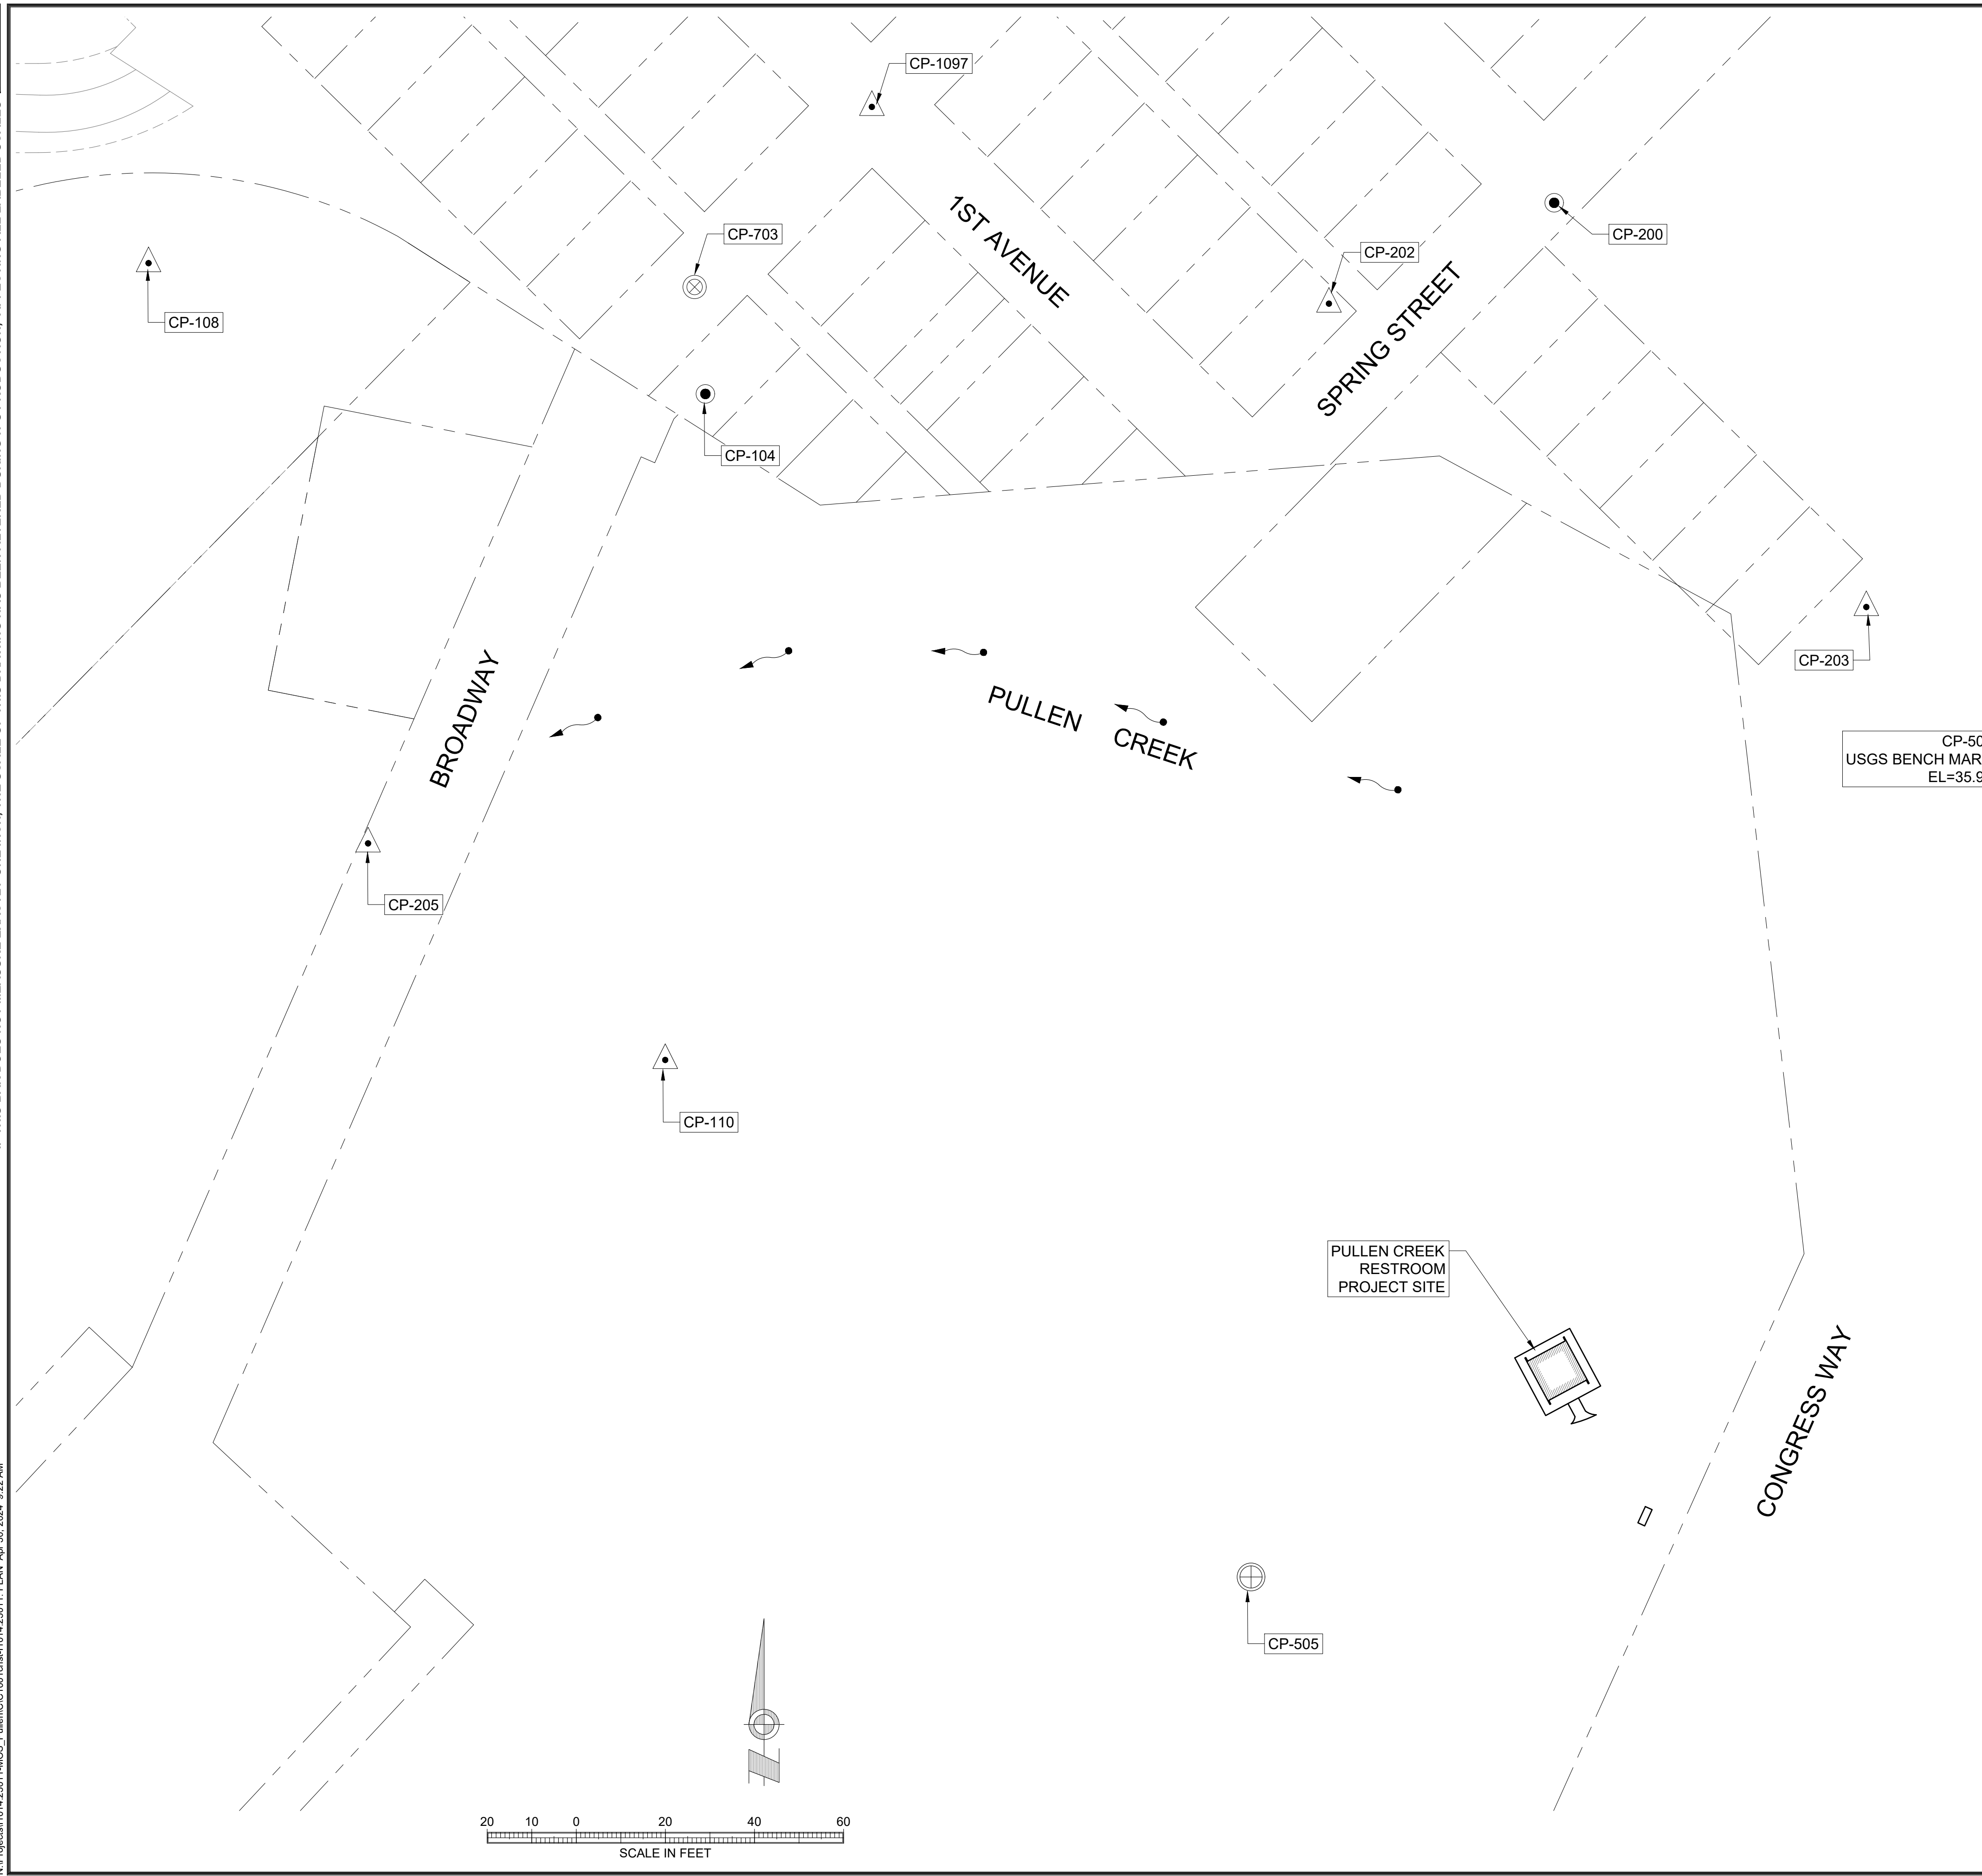 CP-1097
CP-703
1ST AVENUE
CP-202
CP-200
CP-108
SPRING STREET
CP-104
BROADWAY
PULLEN CREEK
CP-203
USGS BENCH
CP-205
CP-110
PULLEN CREEK
RESTROOM
PROJECT SITE
CONGRESS WAY
CP-505
20 10 0 20 40 60
SCALE IN FEET